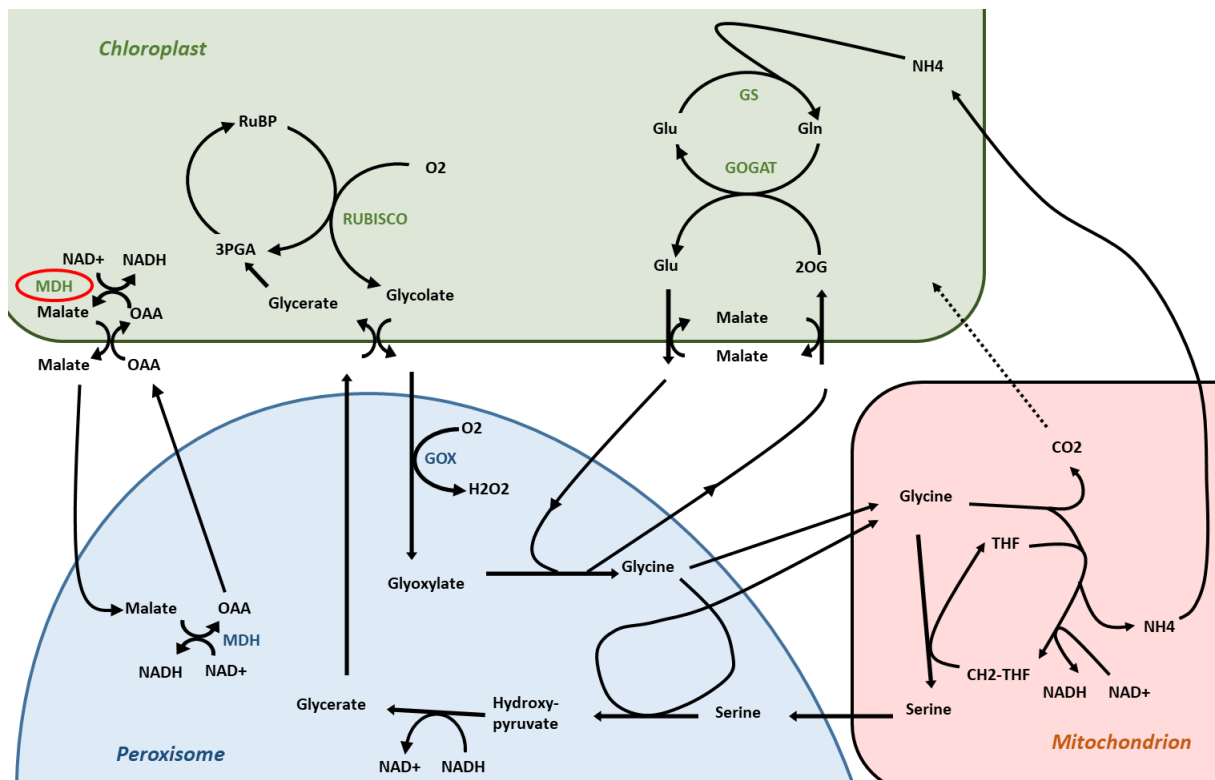 Chloroplast
NH4
GS
RuBP
Glu
Gln
O2
GOGAT
RUBISCO
3PGA
NAD+
NADH
Glu
2OG
MDH
Glycerate
Glycolate
Malate
OAA
Malate
Malate
OAA
Malate
O2
CO2
GOX
H2O2
Glycine
THF
Glyoxylate
Glycine
Malate
OAA
NH4
MDH
NADH
NAD+
CH2-THF
NADH
NAD+
Glycerate
Hydroxy-
pyruvate
Serine
Serine
Peroxisome
NAD+
NADH
Mitochondrion